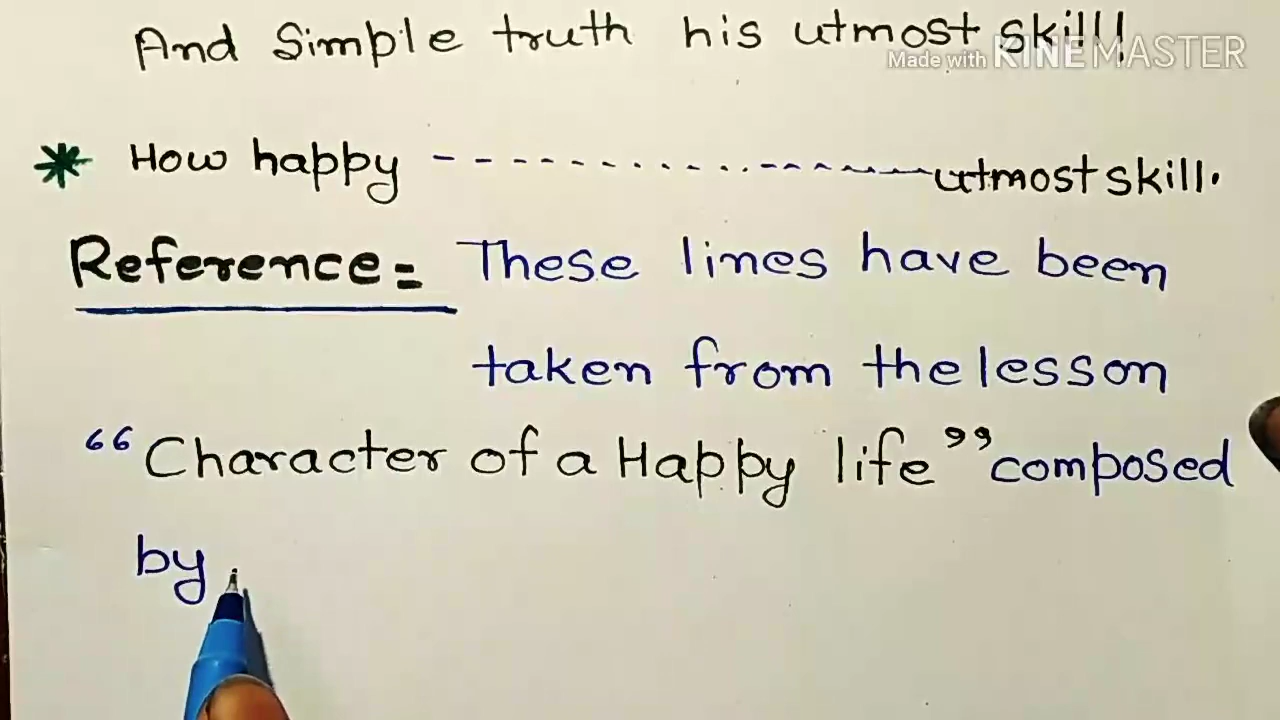 And Simple truth his utmost skill!
Made with KINEMASTER
* How happy - - - - - - - - - - - - - - - - utmost skill.
Reference = These lines have been
taken from the lesson
“Character of a Happy life” composed
by